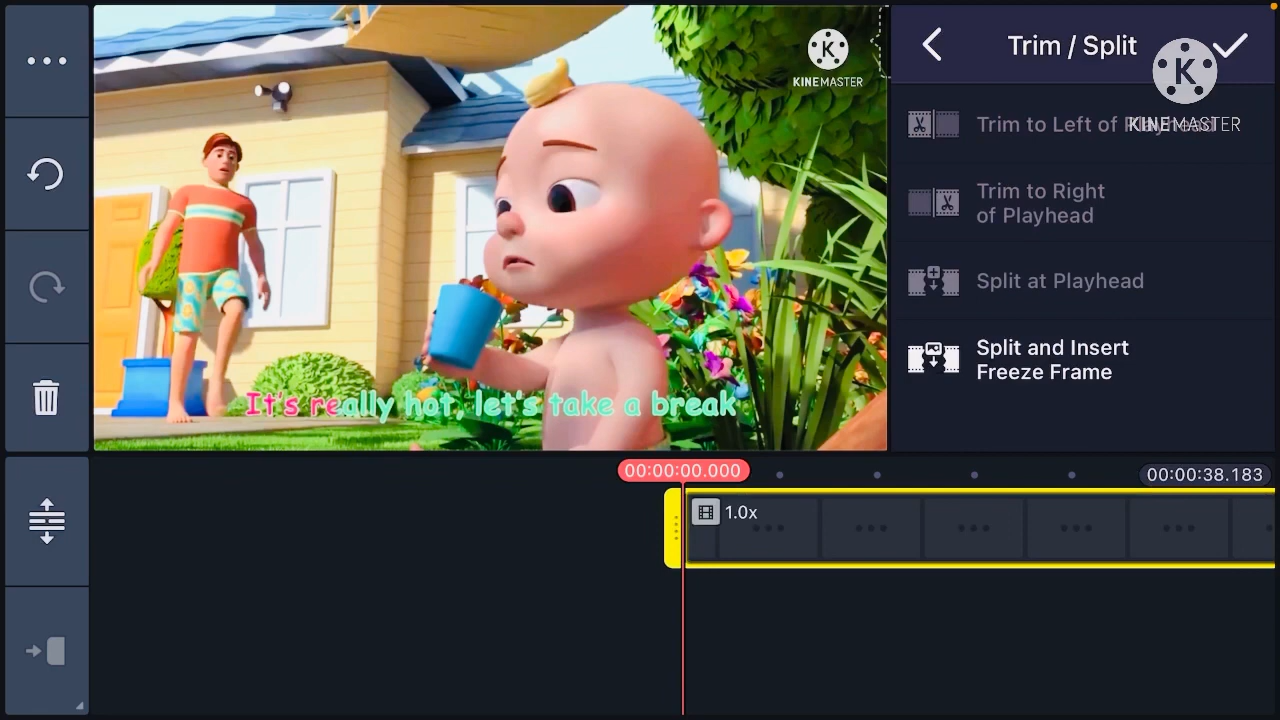 K
KINEMASTER
Trim / Split
K
KINEMASTER
Trim to Left of Playhead
Trim to Right
of Playhead
Split at Playhead
Split and Insert
Freeze Frame
It's really hot, let's take a break
00:00:00.000
00:00:38.183
1.0x